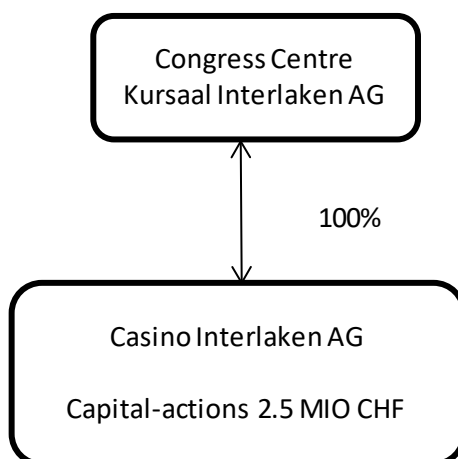 Congress Centre
Kursaal Interlaken AG
100%
Casino Interlaken AG
Capital-actions 2.5 MIO CHF